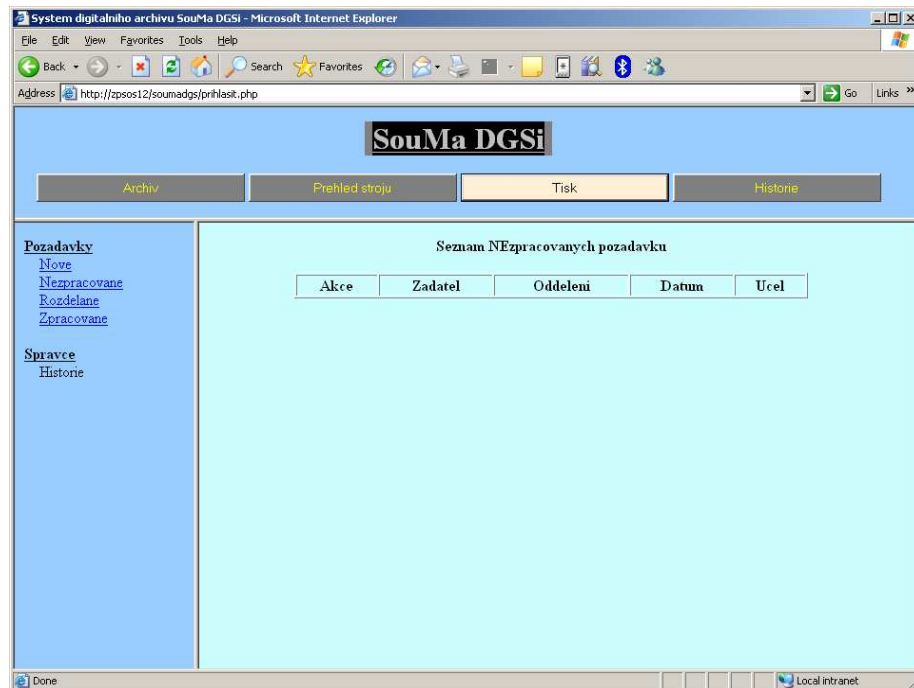 System digitalniho archivu SouMa DGSi - Microsoft Internet Explorer
File Edit View Favorites Tools Help
Back Search Favorites
Address http://zpsos12/soumadgs/prihlasit.php Go Links »
SouMa DGSi
Archiv Prehled stroju Tisk Historie
Pozadavky
Nove
Nezpracovane
Rozdelane
Zpracovane
Spravce
Historie
Seznam NEzpracovanych pozadavku
Akce Zadatel Oddeleni Datum Ucel
Done Local intranet